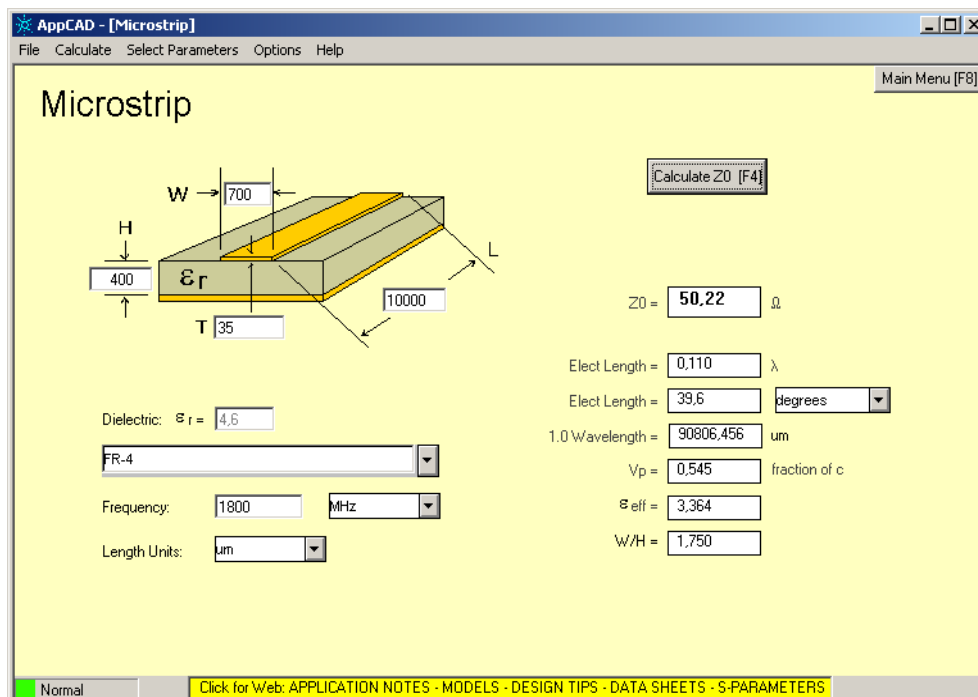 AppCAD - [Microstrip]
File Calculate Select Parameters Options Help
Main Menu [F8]
Microstrip
Calculate Z0 [F4]
W 700
H
400
εr
L
10000
T 35
Z0 = 50,22 Ω
Elect Length = 0,110 λ
Elect Length = 39,6 degrees
1.0 Wavelength = 90806,456 um
Vp = 0,545 fraction of c
εeff = 3,364
W/H = 1,750
Dielectric: εr = 4,6
FR-4
Frequency: 1800 MHz
Length Units: um
Normal
Click for Web: APPLICATION NOTES - MODELS - DESIGN TIPS - DATA SHEETS - S-PARAMETERS